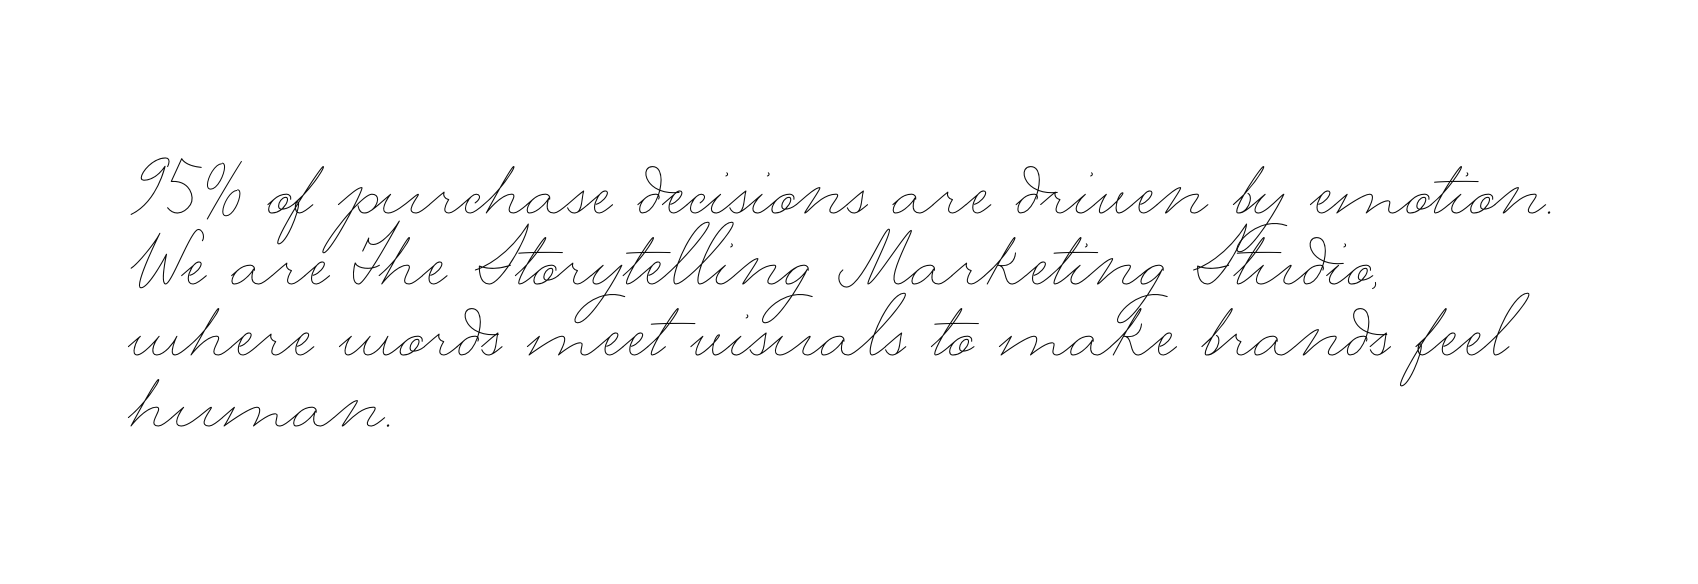 95% of purchase decisions are driven by emotion.
We are The Storytelling Marketing Studio,
where words meet visuals to make brands feel
human.